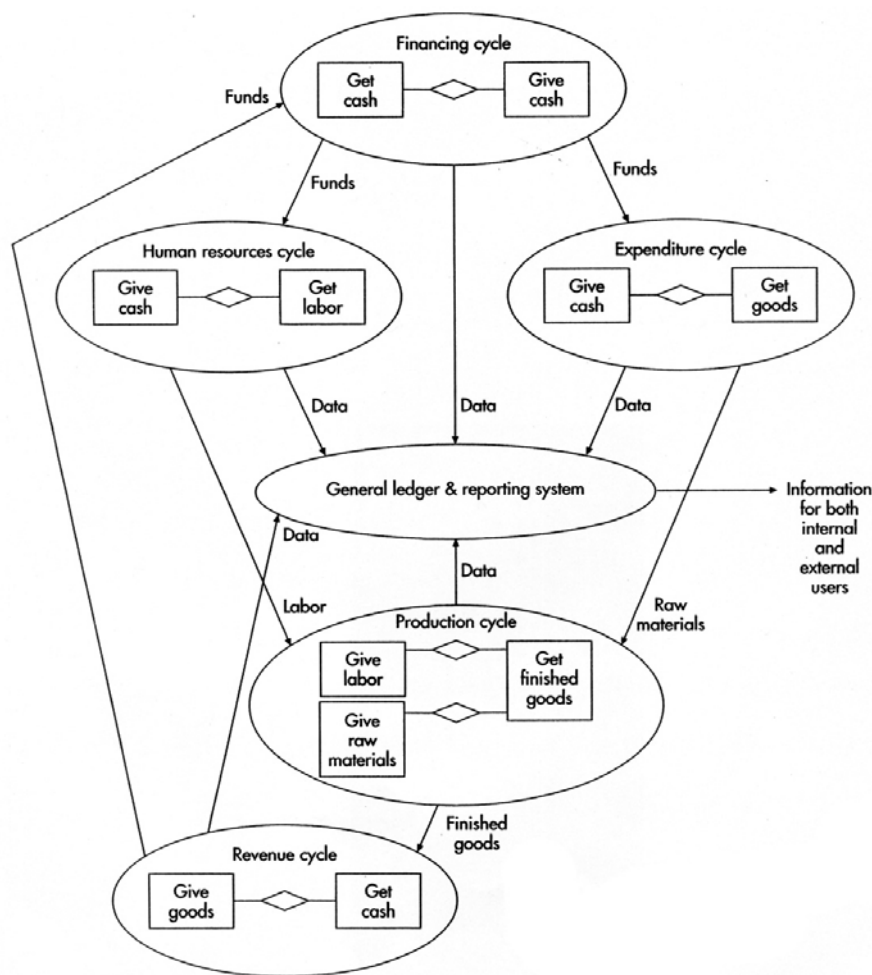 Financing cycle
Get
cash
Give
cash
Funds
Funds
Funds
Human resources cycle
Give
cash
Get
labor
Expenditure cycle
Give
cash
Get
goods
Data
Data
Data
General ledger & reporting system
Information
for both
internal
and
external
users
Data
Data
Labor
Raw
materials
Production cycle
Give
labor
Get
finished
goods
Give
raw
materials
Finished
goods
Revenue cycle
Give
goods
Get
cash